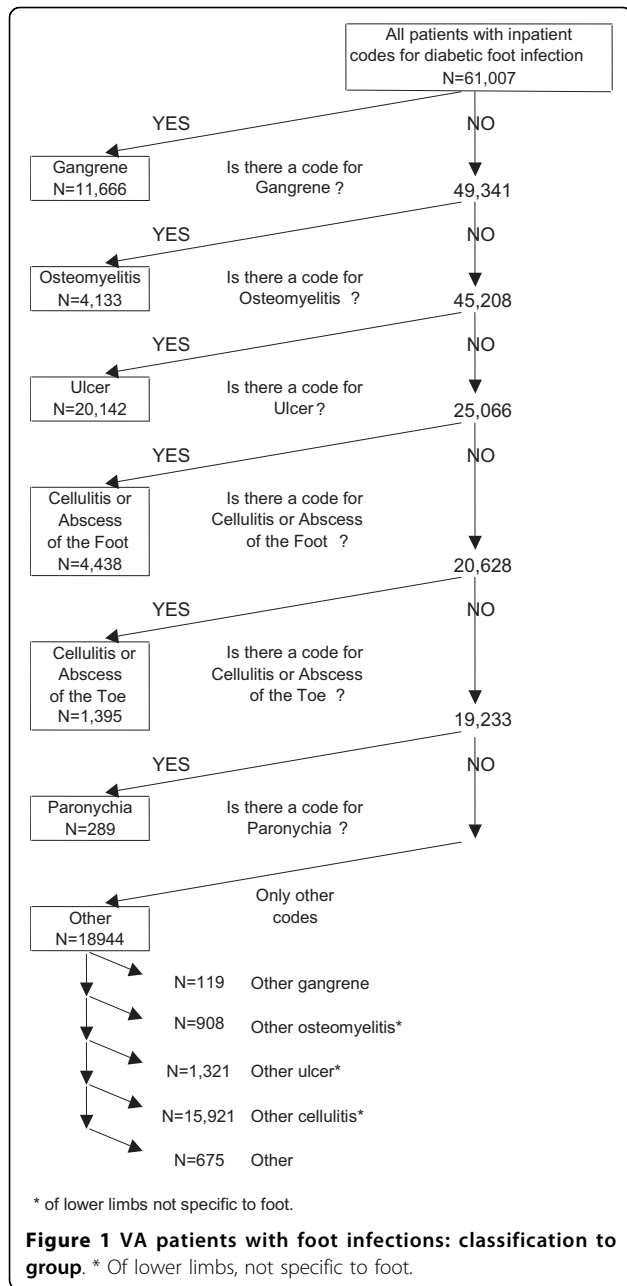 All patients with inpatient
codes for diabetic foot infection
N=61,007
YES
NO
Gangrene
N=11,666
Is there a code for
Gangrene ?
49,341
YES
NO
Osteomyelitis
N=4,133
Is there a code for
Osteomyelitis ?
45,208
YES
NO
Ulcer
N=20,142
Is there a code for
Ulcer ?
25,066
YES
NO
Cellulitis or
Abscess
of the Foot
N=4,438
Is there a code for
Cellulitis or Abscess
of the Foot ?
20,628
YES
NO
Cellulitis or
Abscess
of the Toe
N=1,395
Is there a code for
Cellulitis or Abscess
of the Toe ?
19,233
YES
NO
Paronychia
N=289
Is there a code for
Paronychia ?
Only other
codes
Other
N=18944
N=119 Other gangrene
N=908 Other osteomyelitis*
N=1,321 Other ulcer*
N=15,921 Other cellulitis*
N=675 Other
* of lower limbs not specific to foot.
Figure 1 VA patients with foot infections: classification to
group. * Of lower limbs, not specific to foot.